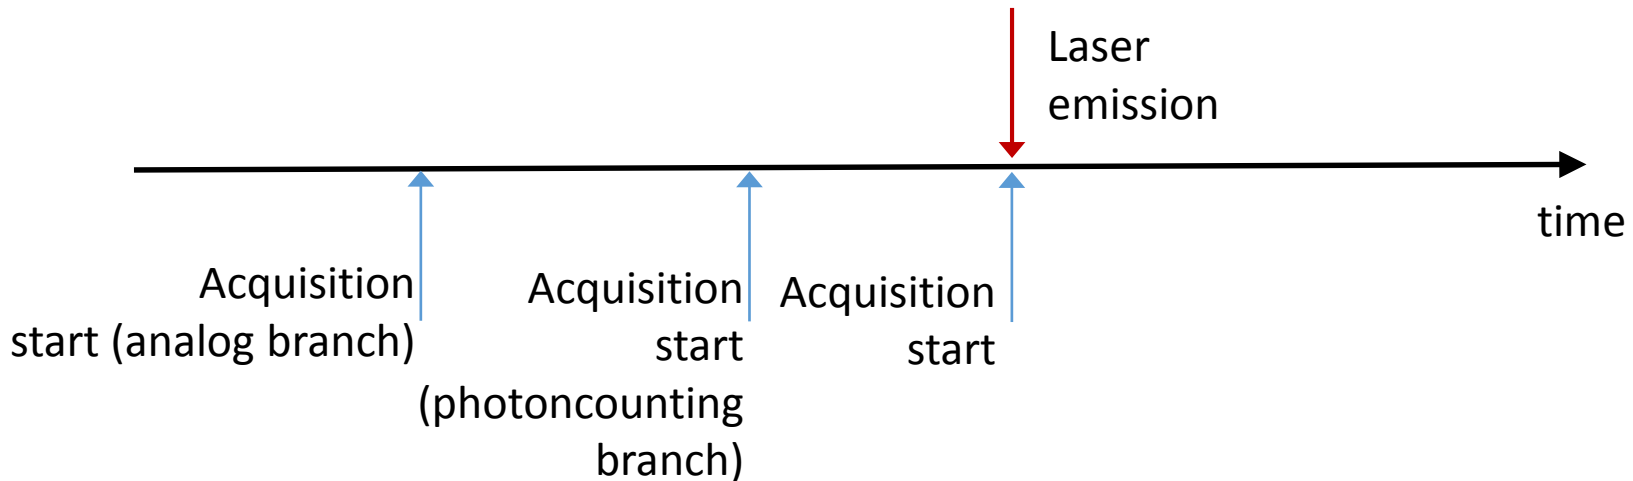 Laser
emission
time
Acquisition
start (analog branch)
Acquisition
start
(photoncounting
branch)
Acquisition
start